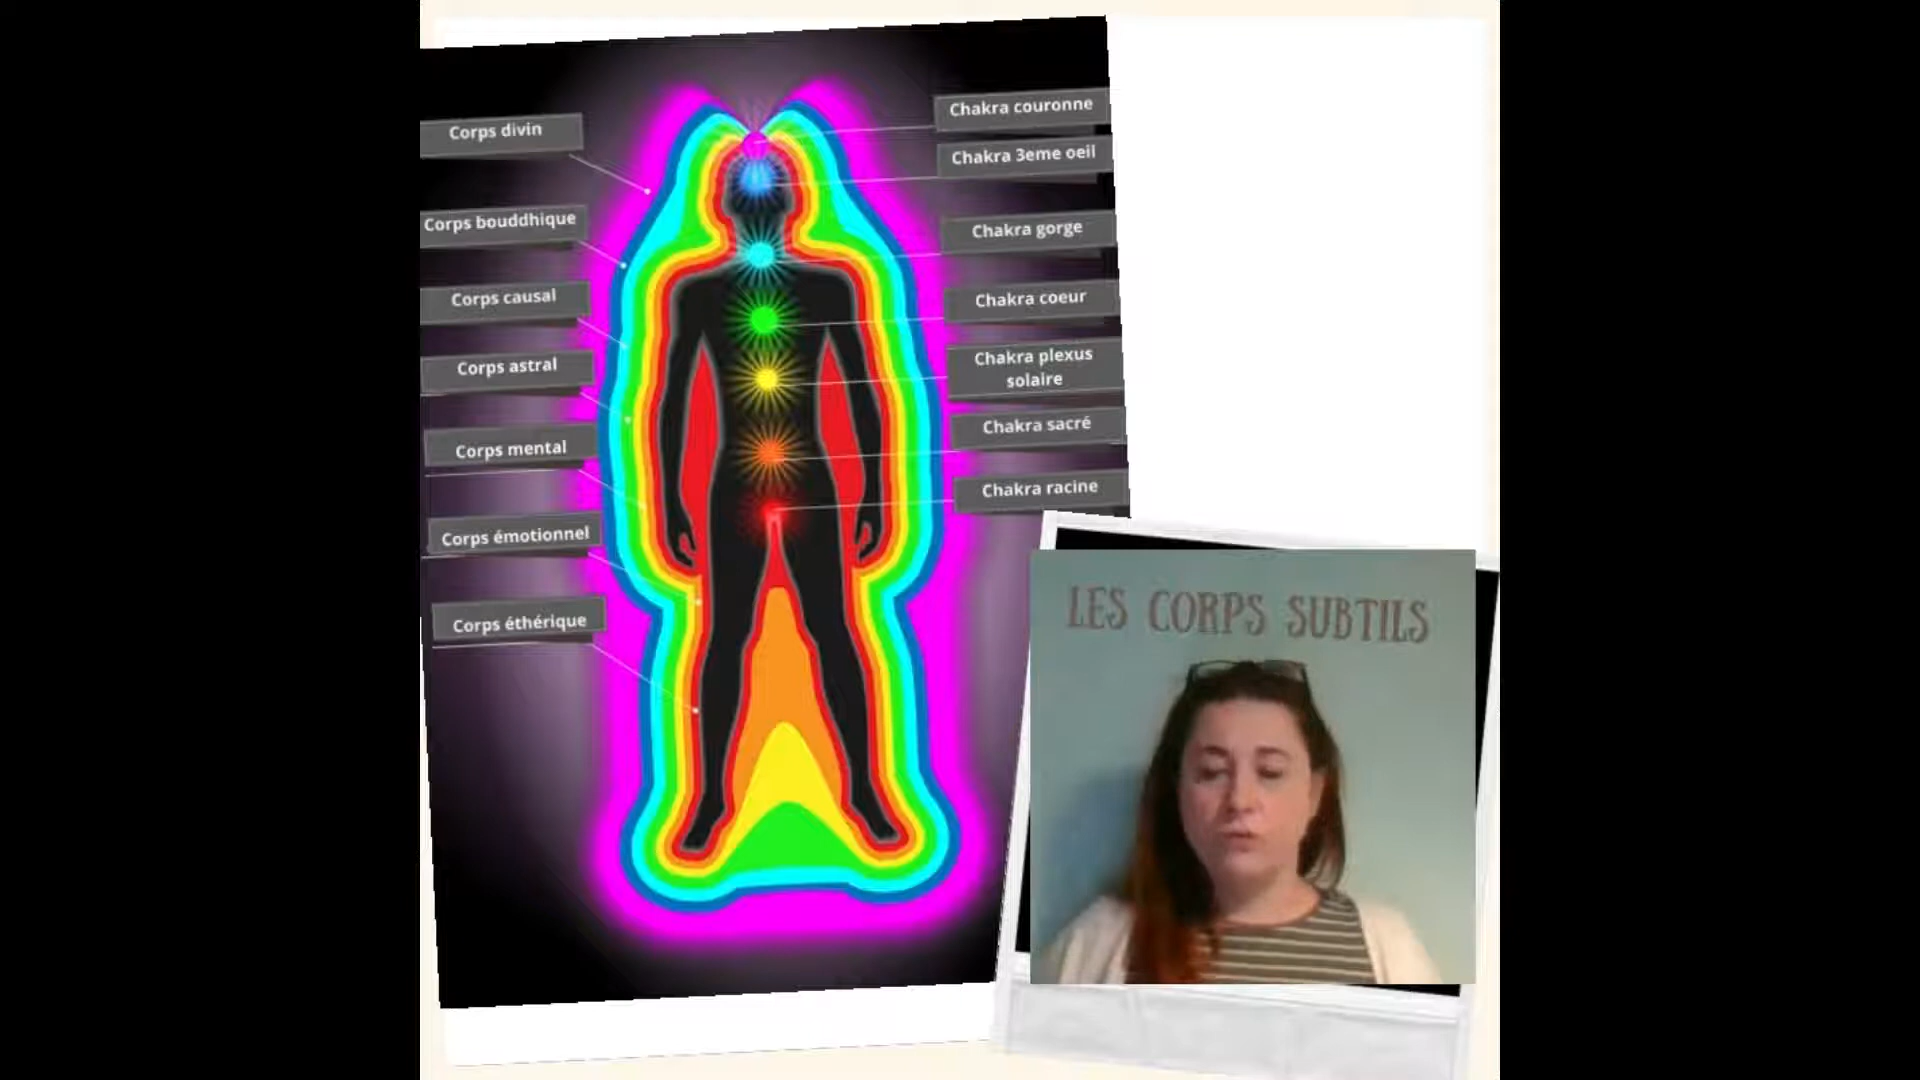 Corps divin
Corps bouddhique
Corps causal
Corps astral
Corps mental
Corps émotionnel
Corps éthérique
Chakra couronne
Chakra 3eme oeil
Chakra gorge
Chakra coeur
Chakra plexus
solaire
Chakra sacré
Chakra racine
LES CORPS SUBTILS